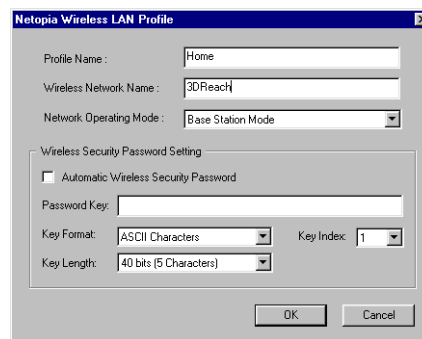 Netopia Wireless LAN Profile
Profile Name : Home
Wireless Network Name : 3DReach
Network Operating Mode : Base Station Mode
Wireless Security Password Setting
Automatic Wireless Security Password
Password Key:
Key Format: ASCII Characters Key Index: 1
Key Length: 40 bits (5 Characters)
OK Cancel